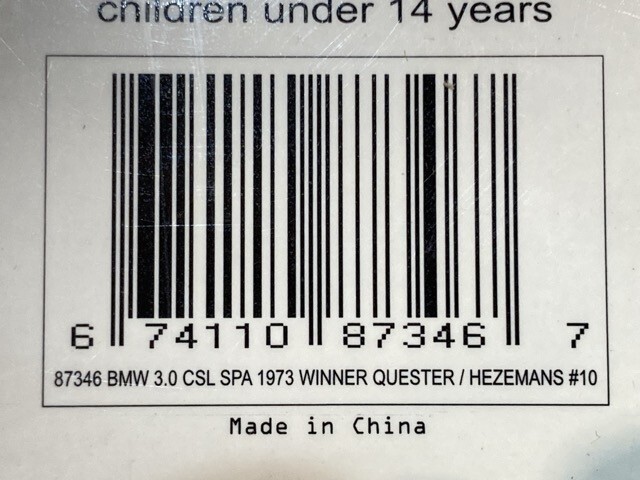 children under 14 years
6 74110 87346 7
87346 BMW 3.0 CSL SPA 1973 WINNER QUESTER / HEZEMANS #10
Made in China